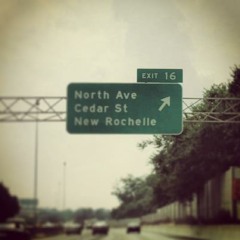 EXIT 16
North Ave
Cedar St
New Rochelle